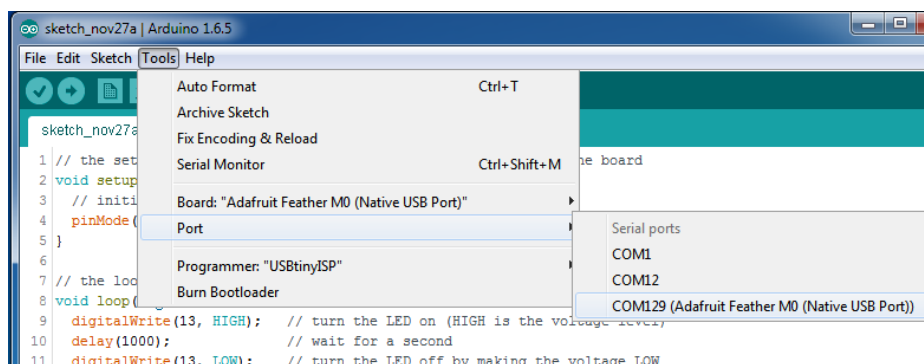 sketch_nov27a | Arduino 1.6.5
File Edit Sketch Tools Help
Auto Format Ctrl+T
Archive Sketch
sketch_nov27a
Fix Encoding & Reload
1 // the set
Serial Monitor Ctrl+Shift+M
board
2 void setup
3 // initi
Board: "Adafruit Feather M0 (Native USB Port)"
4 pinMode(
Port
Serial ports
5 }
COM1
6
Programmer: "USBtinyISP"
7 // the loo
COM12
Burn Bootloader
8 void loop(
COM129 (Adafruit Feather M0 (Native USB Port))
9 digitalWrite(13, HIGH); // turn the LED on (HIGH is the voltage level)
10 delay(1000); // wait for a second
11 digitalWrite(13, LOW); // turn the LED off by making the voltage LOW